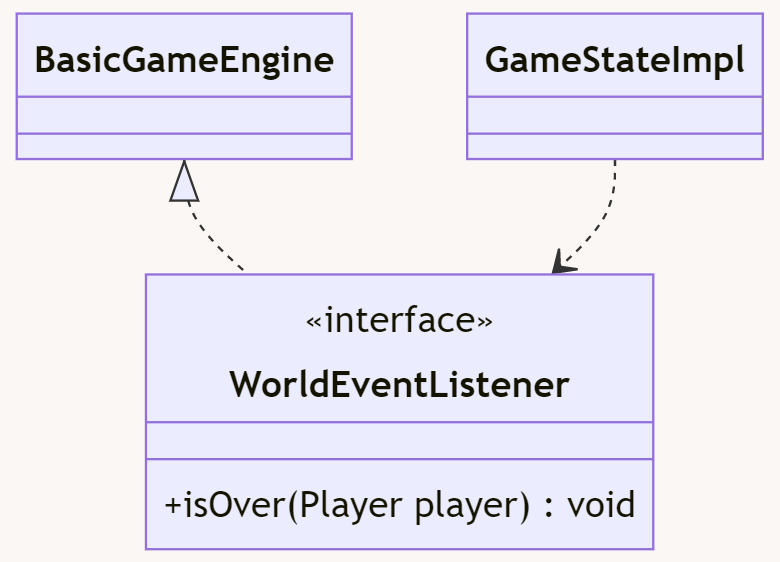 BasicGameEngine
GameStateImpl
«interface»
WorldEventListener
+isOver(Player player) : void